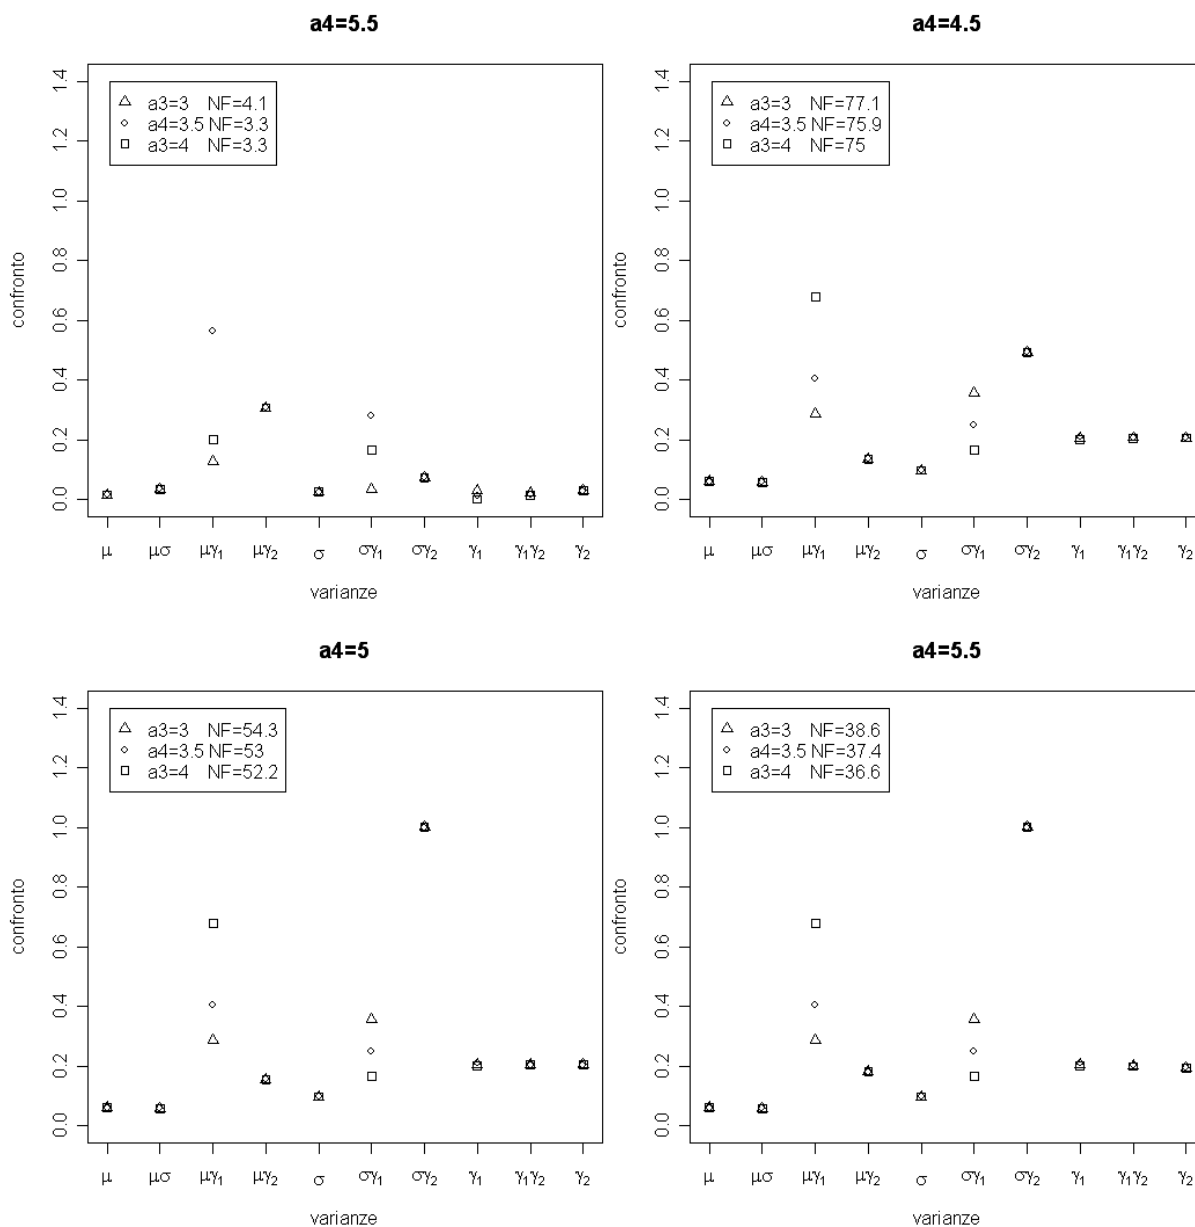 a4=5.5
1.4
1.2
1.0
0.8
0.6
0.4
0.2
0.0
confronto
a3=3 NF=4.1
a4=3.5 NF=3.3
a3=4 NF=3.3
μ μσ μγ₁ μγ₂ σ σγ₁ σγ₂ γ₁ γ₁γ₂ γ₂
varianze
a4=4.5
1.4
1.2
1.0
0.8
0.6
0.4
0.2
0.0
confronto
a3=3 NF=77.1
a4=3.5 NF=75.9
a3=4 NF=75
μ μσ μγ₁ μγ₂ σ σγ₁ σγ₂ γ₁ γ₁γ₂ γ₂
varianze
a4=5
1.4
1.2
1.0
0.8
0.6
0.4
0.2
0.0
confronto
a3=3 NF=54.3
a4=3.5 NF=53
a3=4 NF=52.2
μ μσ μγ₁ μγ₂ σ σγ₁ σγ₂ γ₁ γ₁γ₂ γ₂
varianze
a4=5.5
1.4
1.2
1.0
0.8
0.6
0.4
0.2
0.0
confronto
a3=3 NF=38.6
a4=3.5 NF=37.4
a3=4 NF=36.6
μ μσ μγ₁ μγ₂ σ σγ₁ σγ₂ γ₁ γ₁γ₂ γ₂
varianze